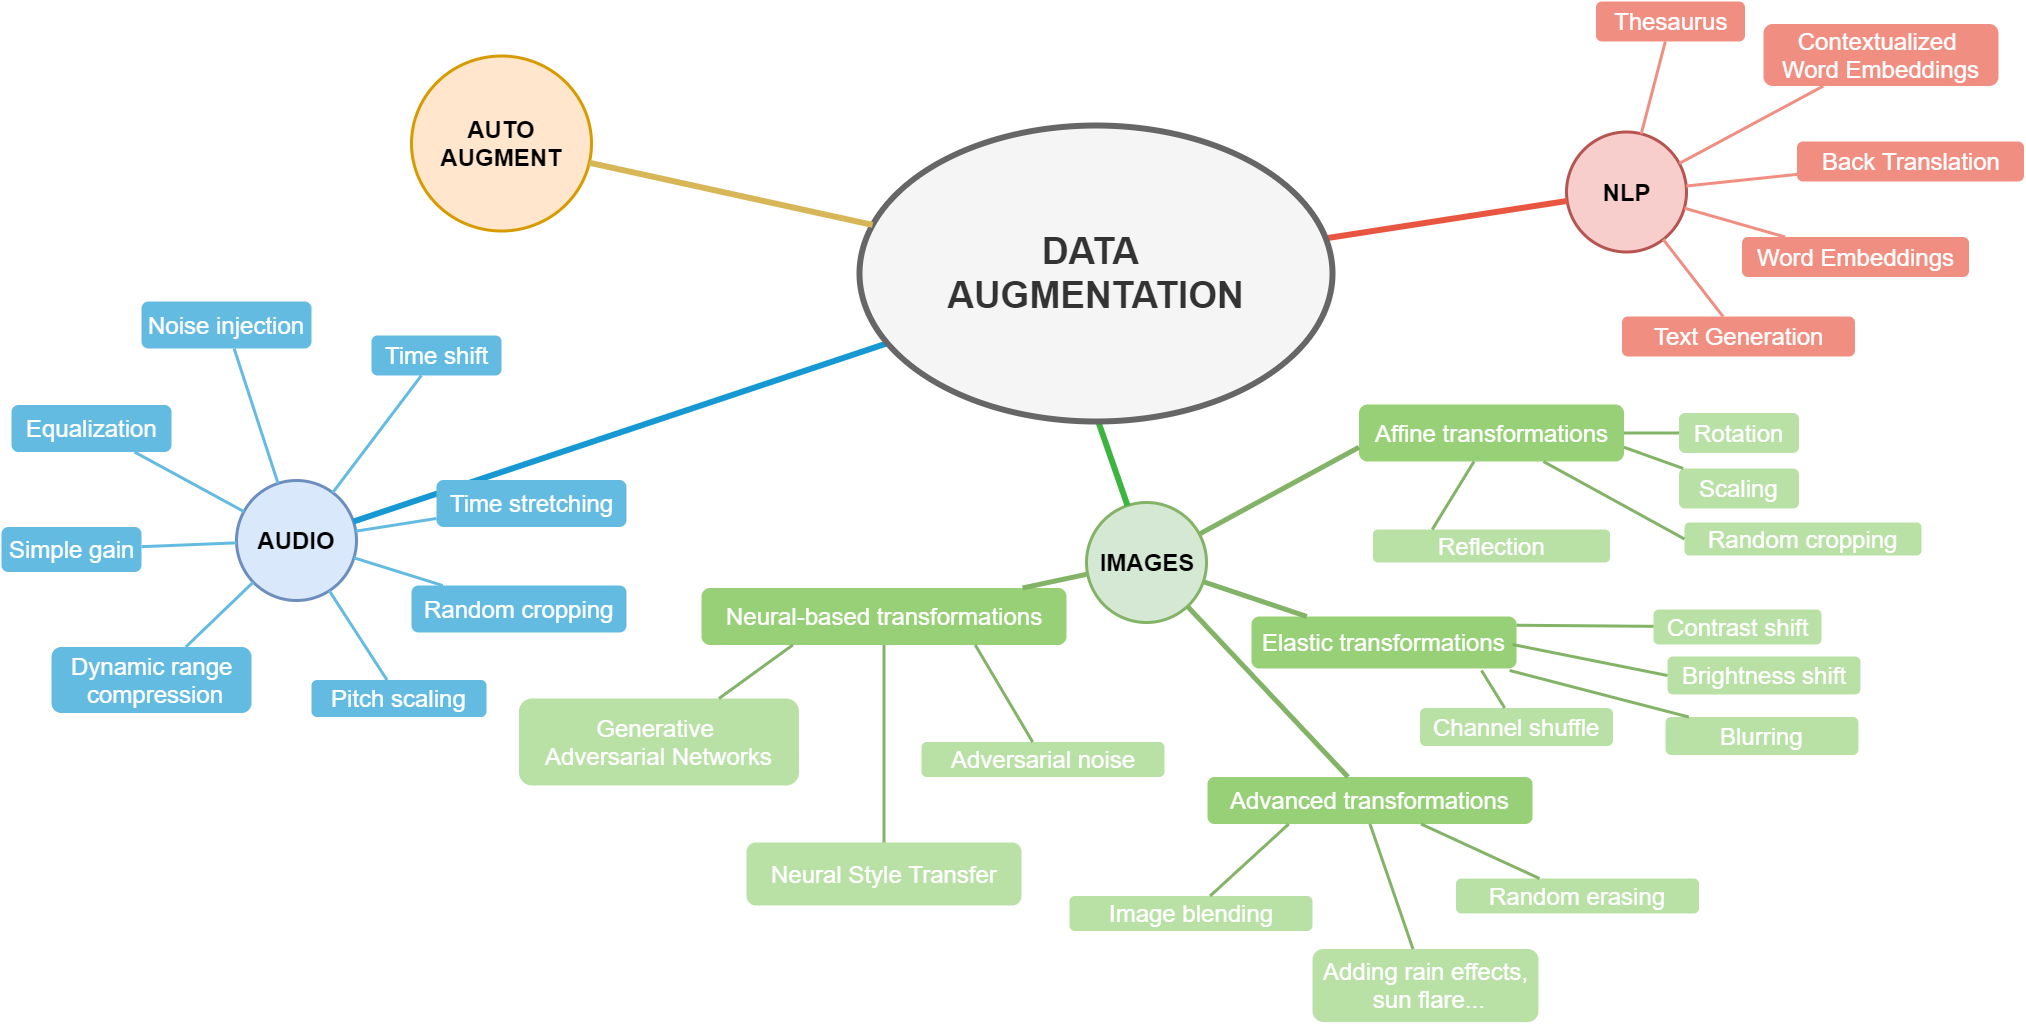 DATA
AUGMENTATION
AUTO
AUGMENT
NLP
Thesaurus
Contextualized
Word Embeddings
Back Translation
Word Embeddings
Text Generation
AUDIO
Noise injection
Time shift
Equalization
Time stretching
Simple gain
Random cropping
Dynamic range
compression
Pitch scaling
IMAGES
Affine transformations
Rotation
Scaling
Random cropping
Reflection
Elastic transformations
Contrast shift
Brightness shift
Blurring
Channel shuffle
Neural-based transformations
Generative
Adversarial Networks
Neural Style Transfer
Adversarial noise
Advanced transformations
Image blending
Adding rain effects,
sun flare...
Random erasing